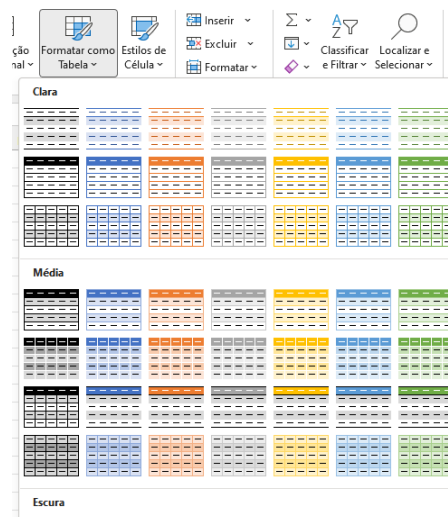 ção
nal
Formatar como
Tabela
Estilos de
Célula
Inserir
Excluir
Formatar
Classificar
e Filtrar
Localizar e
Selecionar
Clara
Média
Escura